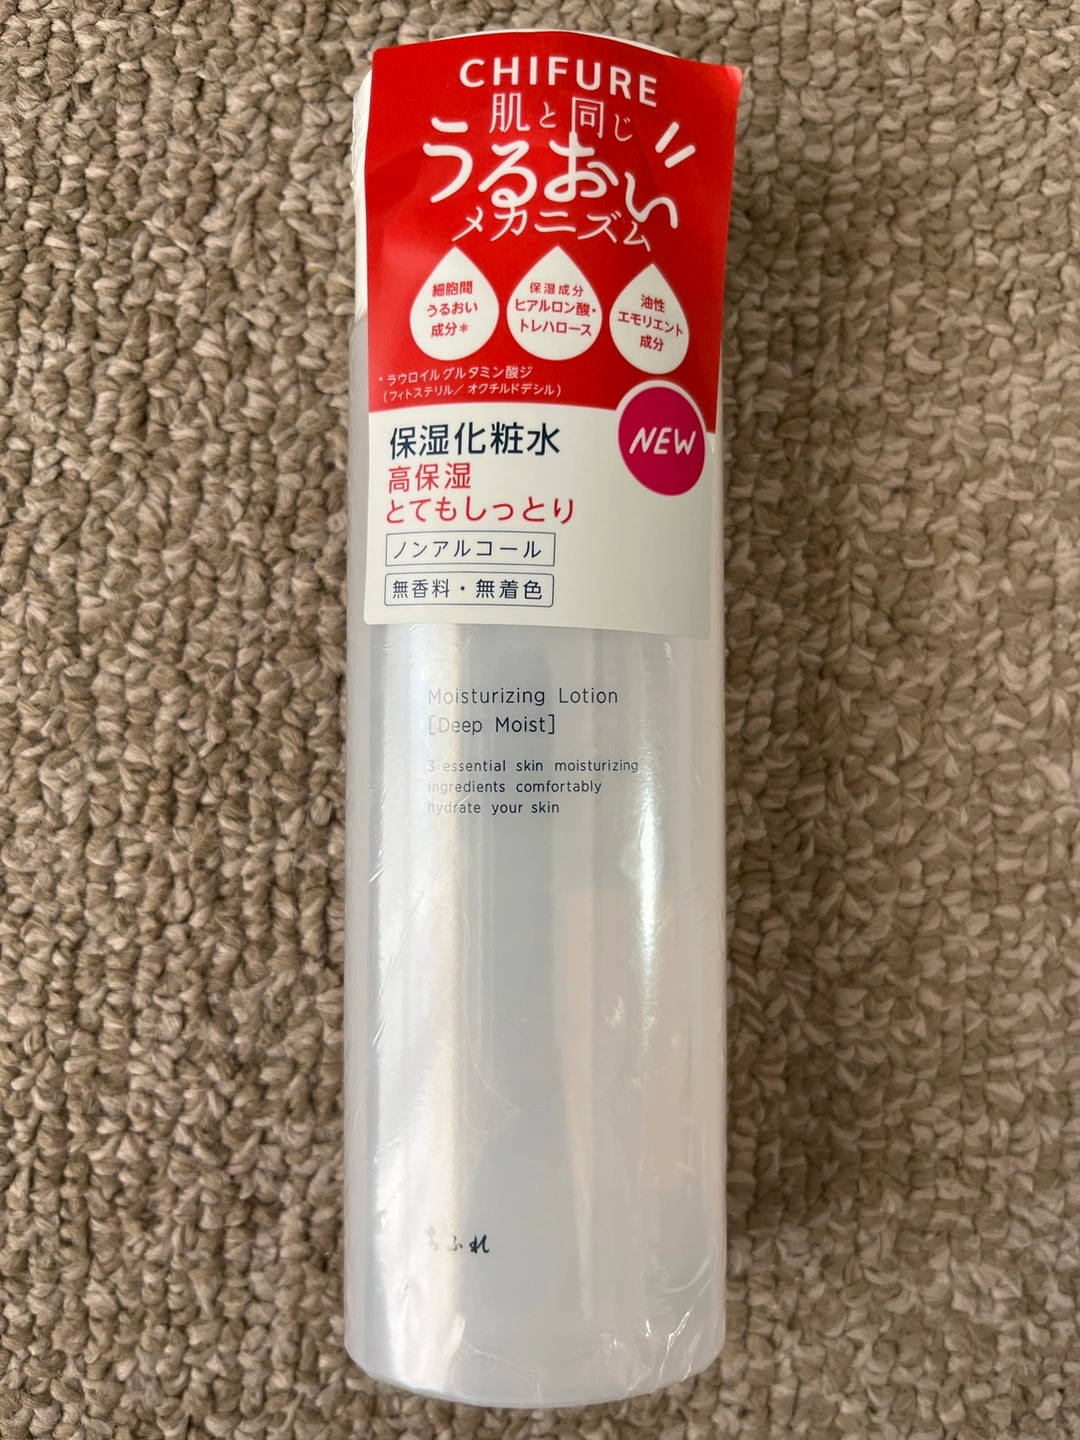 CHIFURE
肌と同じ
うるおい
メカニズム
細胞間
うるおい
成分*
保湿成分
ヒアルロン酸・
トレハロース
油性
エモリエント
成分
*ラウロイルグルタミン酸ジ
(フィトステリル/オクチルドデシル)
NEW
保湿化粧水
高保湿
とてもしっとり
ノンアルコール
無香料・無着色
Moisturizing Lotion
[Deep Moist]
3 essential skin moisturizing
ingredients comfortably
hydrate your skin
ちふれ